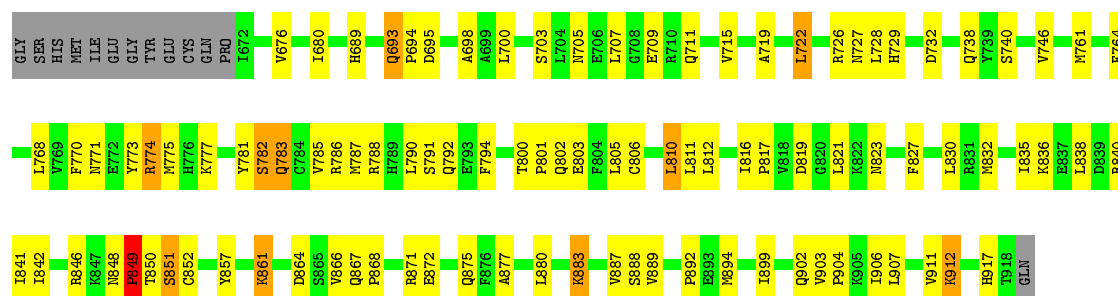 GLY SER HIS MET ILE GLU GLY TYR GLU CYS GLN PRO I672 V676 I680 H689 Q693 P694 D695 A698 A699 L700 S703 L704 N705 E706 L707 G708 E709 R710 Q711 V715 A719 L722 R726 N727 L728 H729 D732 Q738 Y739 S740 V746 M761
L768 V769 F770 N771 E772 Y773 R774 M775 H776 K777 Y781 S782 Q783 C784 V785 R786 M787 R788 H789 L790 S791 Q792 E793 F794 T800 P801 Q802 E803 F804 L805 C806 L810 L811 L812 I816 P817 V818 D819 G820 L821 K822 N823 F827 L830 R831 M832 I835 K836 E837 L838 D839
I841 I842 R846 K847 N848 P849 T850 S851 C852 Y857 K861 D864 S865 V866 Q867 P868 R871 E872 Q875 F876 A877 L880 K883 V887 S888 V889 P892 E893 M894 I899 Q902 V903 P904 K905 I906 L907 V911 K912 H917 T918 GLN